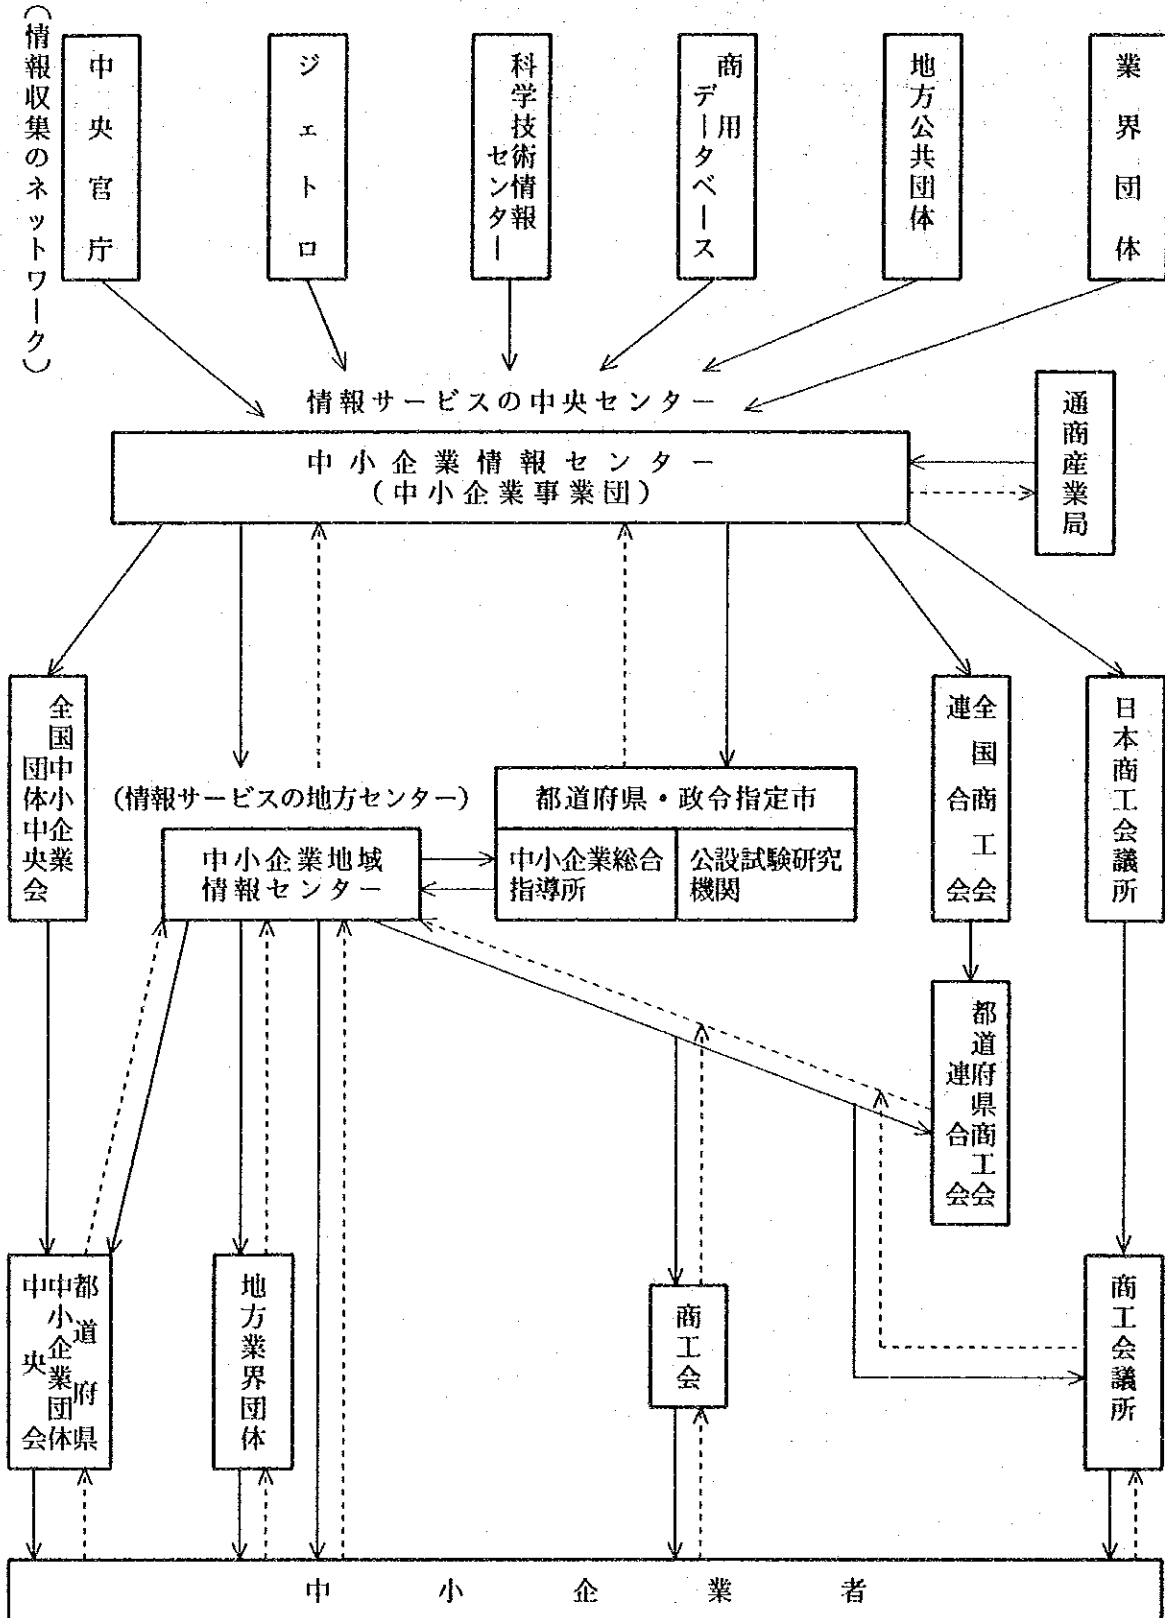 (情報収集のネットワーク)
中央官庁
ジェトロ
科学技術情報
センター
商用
データベース
地方公共団体
業界団体
情報サービスの中央センター
中小企業情報センター
(中小企業事業団)
通商産業局
全国中小企業
団体中央会
(情報サービスの地方センター)
中小企業地域
情報センター
都道府県・政令指定市
中小企業総合
指導所
公設試験研究
機関
全国商工会
連合会
日本商工会議所
都道府県商工会
連合会
都道府県
中小企業団体
中央会
地方業界団体
商工会
商工会議所
中小企業者